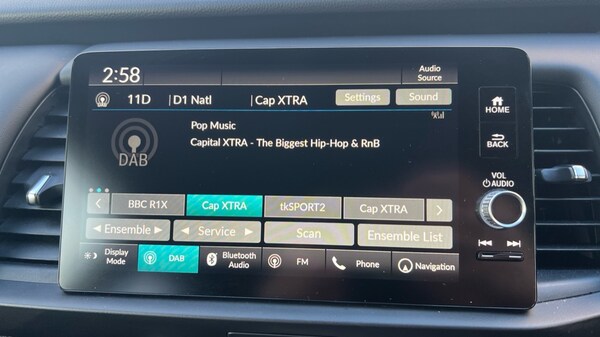 2:58
Audio
Source
11D | D1 Natl | Cap XTRA Settings Sound
DAB
Pop Music
Capital XTRA - The Biggest Hip-Hop & RnB
BBC R1X Cap XTRA tkSPORT2 Cap XTRA
Ensemble Service Scan Ensemble List
Display
Mode
DAB
Bluetooth
Audio
FM
Phone
Navigation
HOME
BACK
VOL
AUDIO